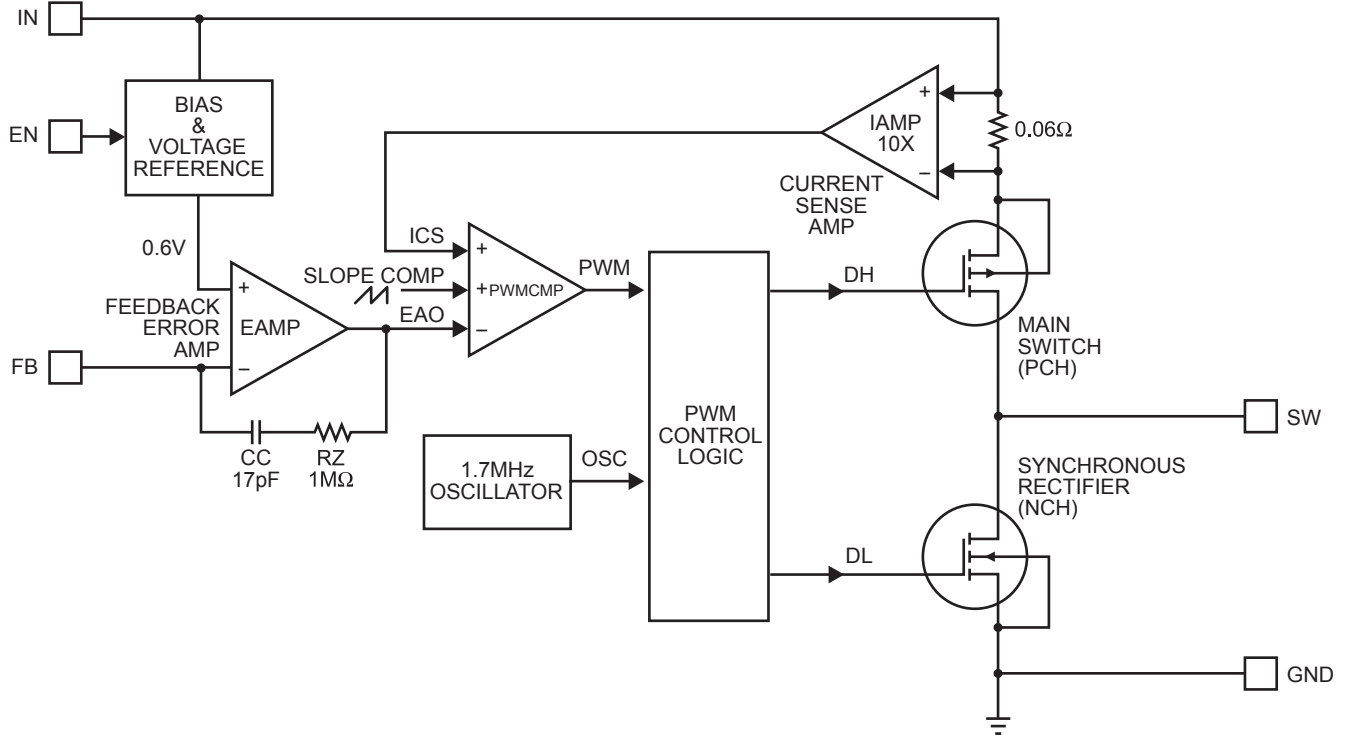 IN
EN
BIAS
&
VOLTAGE
REFERENCE
+
IAMP
10X
–
0.06Ω
CURRENT
SENSE
AMP
0.6V
ICS
+
SLOPE COMP
+
PWMCMP
PWM
EAO
–
DH
FEEDBACK
ERROR
AMP
+
EAMP
–
FB
MAIN
SWITCH
(PCH)
CC
17pF
RZ
1MΩ
1.7MHz
OSCILLATOR
OSC
PWM
CONTROL
LOGIC
SW
SYNCHRONOUS
RECTIFIER
(NCH)
DL
GND